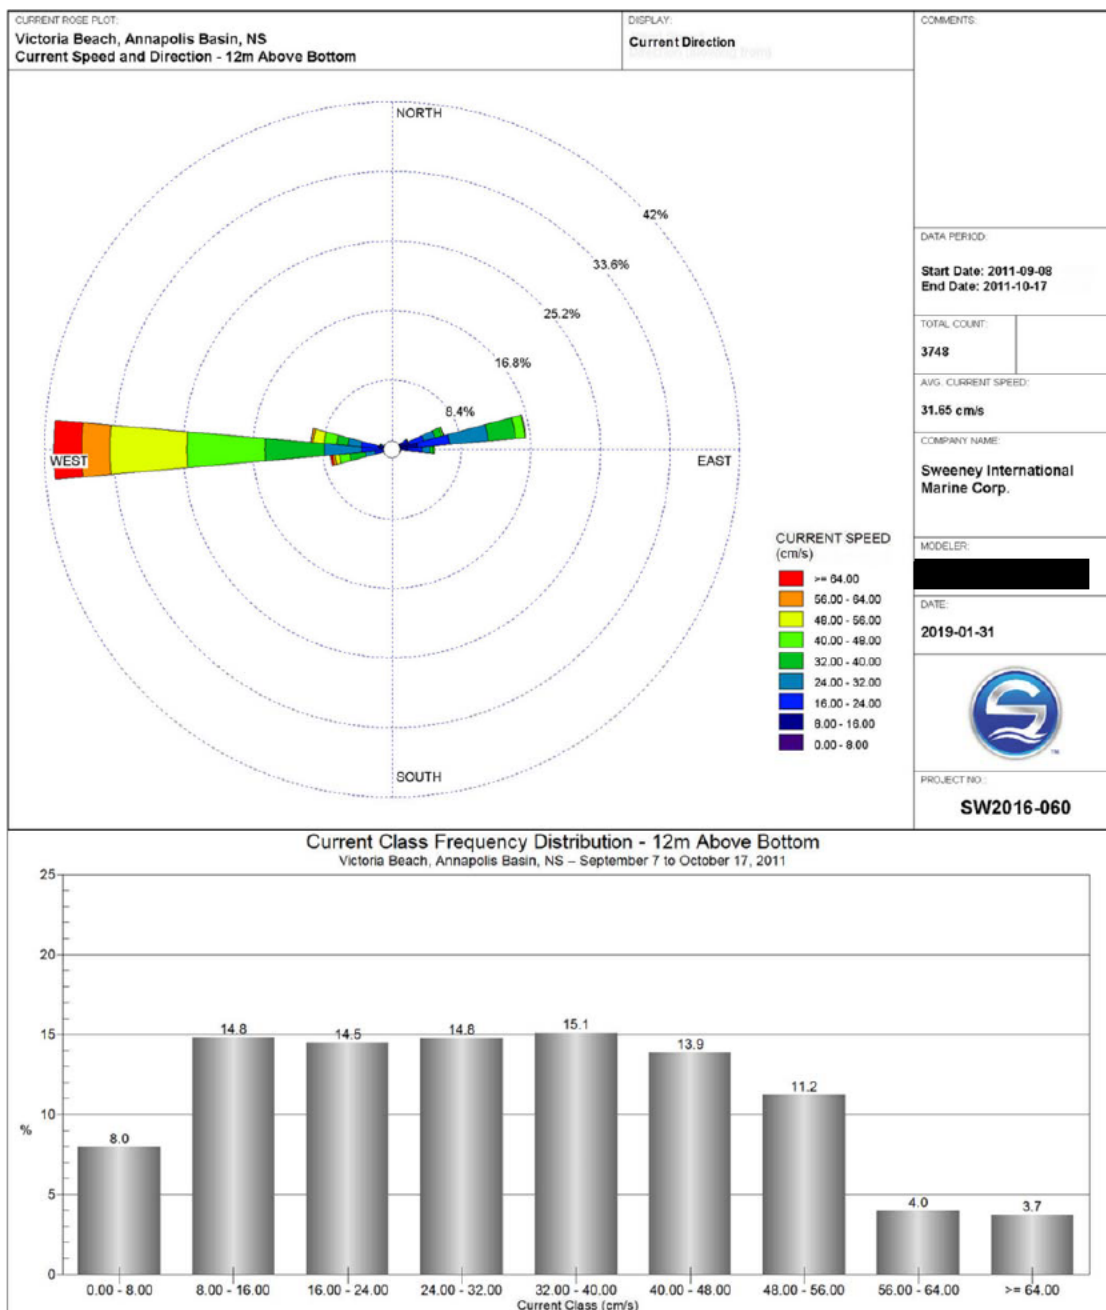 CURRENT ROSE PLOT:
Victoria Beach, Annapolis Basin, NS
Current Speed and Direction - 12m Above Bottom
DISPLAY:
Current Direction
COMMENTS:
NORTH
42%
33.6%
25.2%
16.8%
8.4%
WEST
EAST
SOUTH
CURRENT SPEED
(cm/s)
>= 64.00
56.00 - 64.00
48.00 - 56.00
40.00 - 48.00
32.00 - 40.00
24.00 - 32.00
16.00 - 24.00
8.00 - 16.00
0.00 - 8.00
DATA PERIOD:
Start Date: 2011-09-08
End Date: 2011-10-17
TOTAL COUNT:
3748
AVG. CURRENT SPEED:
31.65 cm/s
COMPANY NAME:
Sweeney International
Marine Corp.
MODELER:
DATE:
2019-01-31
TM
PROJECT NO.:
SW2016-060
Current Class Frequency Distribution - 12m Above Bottom
Victoria Beach, Annapolis Basin, NS – September 7 to October 17, 2011
25
20
15
10
5
0
%
8.0
14.8
14.5
14.8
15.1
13.9
11.2
4.0
3.7
0.00 - 8.00
8.00 - 16.00
16.00 - 24.00
24.00 - 32.00
32.00 - 40.00
40.00 - 48.00
48.00 - 56.00
56.00 - 64.00
>= 64.00
Current Class (cm/s)